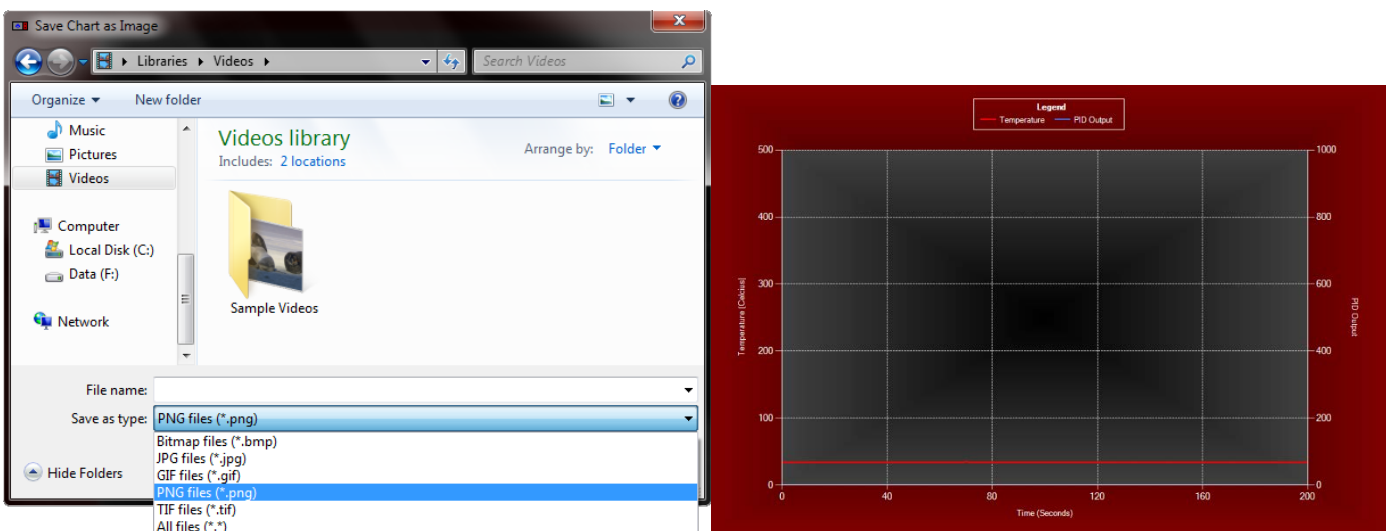 Save Chart as Image
Libraries Videos
Search Videos
Organize
New folder
Music
Pictures
Videos
Computer
Local Disk (C:)
Data (F:)
Network
Videos library
Includes: 2 locations
Arrange by: Folder
Sample Videos
File name:
Save as type: PNG files (*.png)
Bitmap files (*.bmp)
JPG files (*.jpg)
GIF files (*.gif)
PNG files (*.png)
TIF files (*.tif)
All files (*.*)
Hide Folders
Legend
Temperature PID Output
500
400
300
200
100
0
Temperature (Celcius)
1000
800
600
400
200
0
PID Output
0 40 80 120 160 200
Time (Seconds)